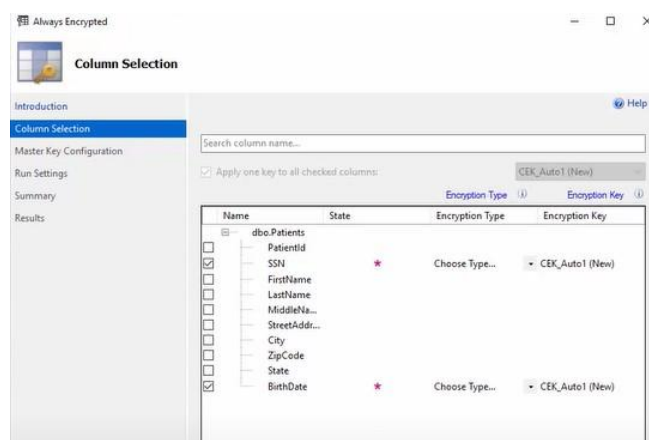 Always Encrypted
Column Selection
Introduction
Help
Column Selection
Master Key Configuration
Search column name...
Run Settings
Apply one key to all checked columns:
CEK_Auto1 (New)
Summary
Encryption Type
Encryption Key
Results
Name State Encryption Type Encryption Key
dbo.Patients
PatientId
SSN * Choose Type... CEK_Auto1 (New)
FirstName
LastName
MiddleNa...
StreetAddr...
City
ZipCode
State
BirthDate * Choose Type... CEK_Auto1 (New)